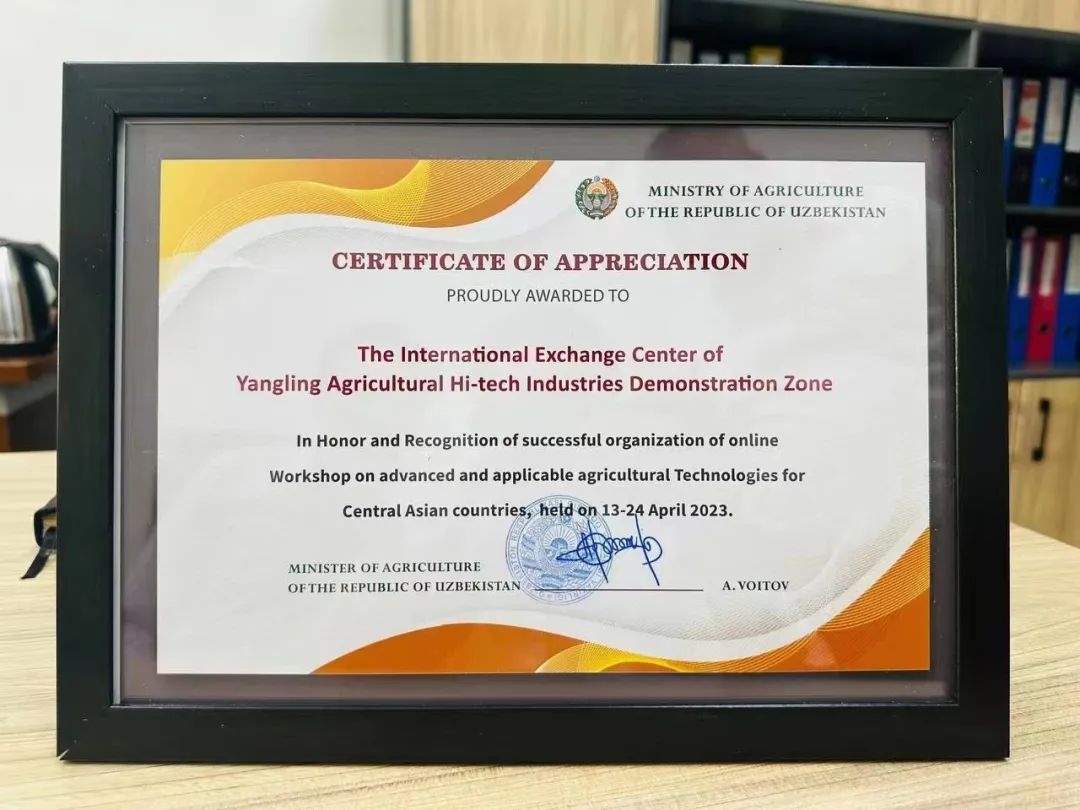 MINISTRY OF AGRICULTURE
OF THE REPUBLIC OF UZBEKISTAN
CERTIFICATE OF APPRECIATION
PROUDLY AWARDED TO
The International Exchange Center of
Yangling Agricultural Hi-tech Industries Demonstration Zone
In Honor and Recognition of successful organization of online
Workshop on advanced and applicable agricultural Technologies for
Central Asian countries, held on 13-24 April 2023.
MINISTER OF AGRICULTURE
OF THE REPUBLIC OF UZBEKISTAN
A. VOITOV